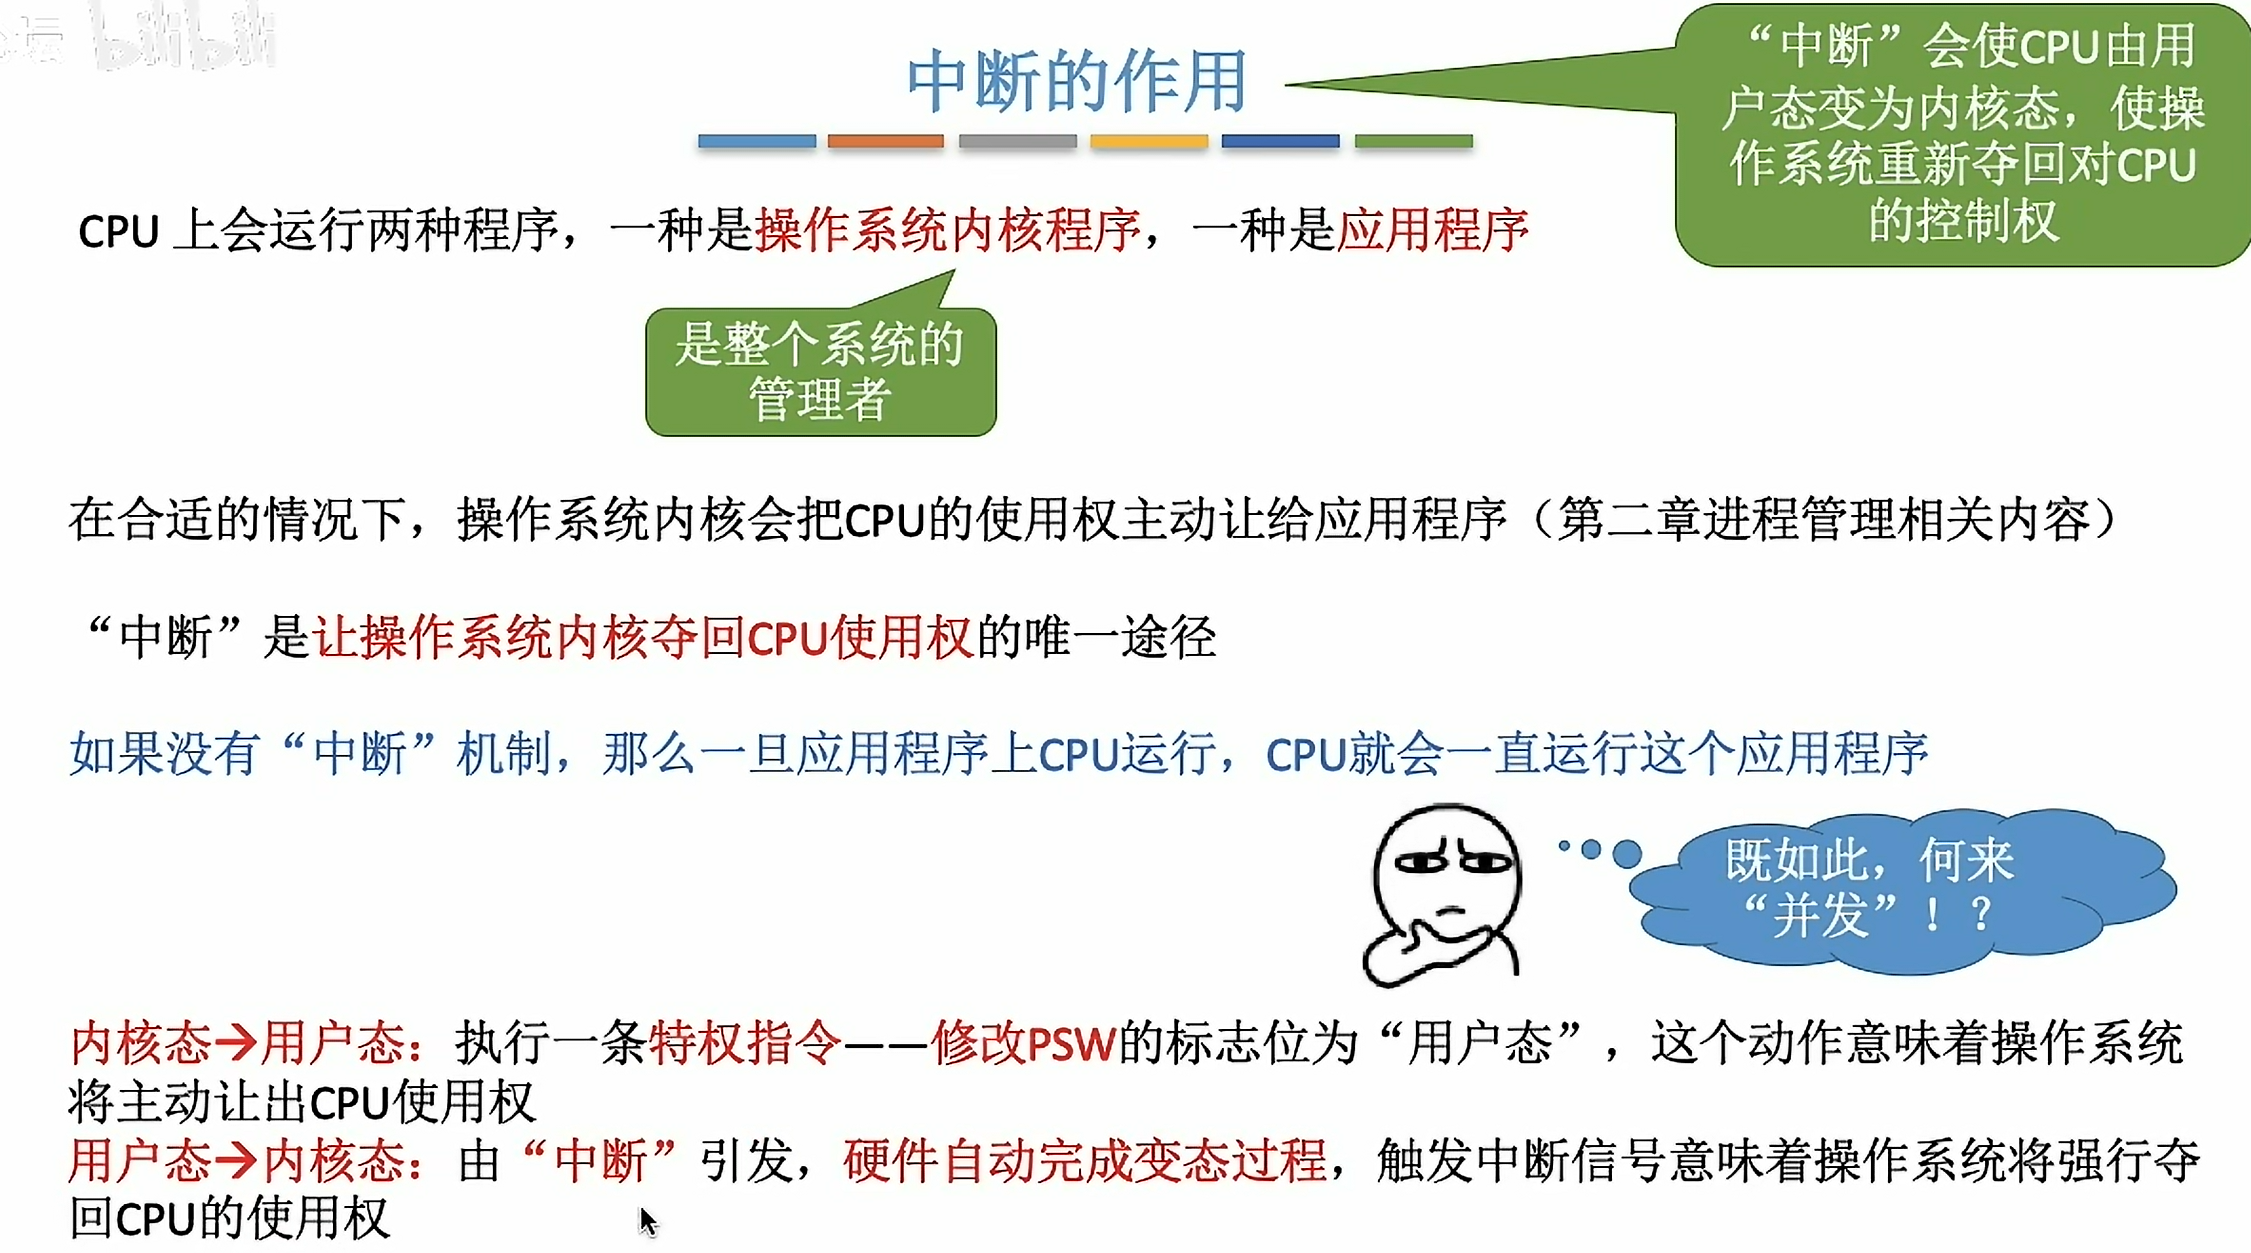 bilibili
中断的作用
“中断”会使CPU由用
户态变为内核态，使操
作系统重新夺回对CPU
的控制权
CPU 上会运行两种程序，一种是操作系统内核程序，一种是应用程序
是整个系统的
管理者
在合适的情况下，操作系统内核会把CPU的使用权主动让给应用程序（第二章进程管理相关内容）
“中断”是让操作系统内核夺回CPU使用权的唯一途径
如果没有“中断”机制，那么一旦应用程序上CPU运行，CPU就会一直运行这个应用程序
既如此，何来
“并发”！？
内核态→用户态：执行一条特权指令——修改PSW的标志位为“用户态”，这个动作意味着操作系统
将主动让出CPU使用权
用户态→内核态：由“中断”引发，硬件自动完成变态过程，触发中断信号意味着操作系统将强行夺
回CPU的使用权